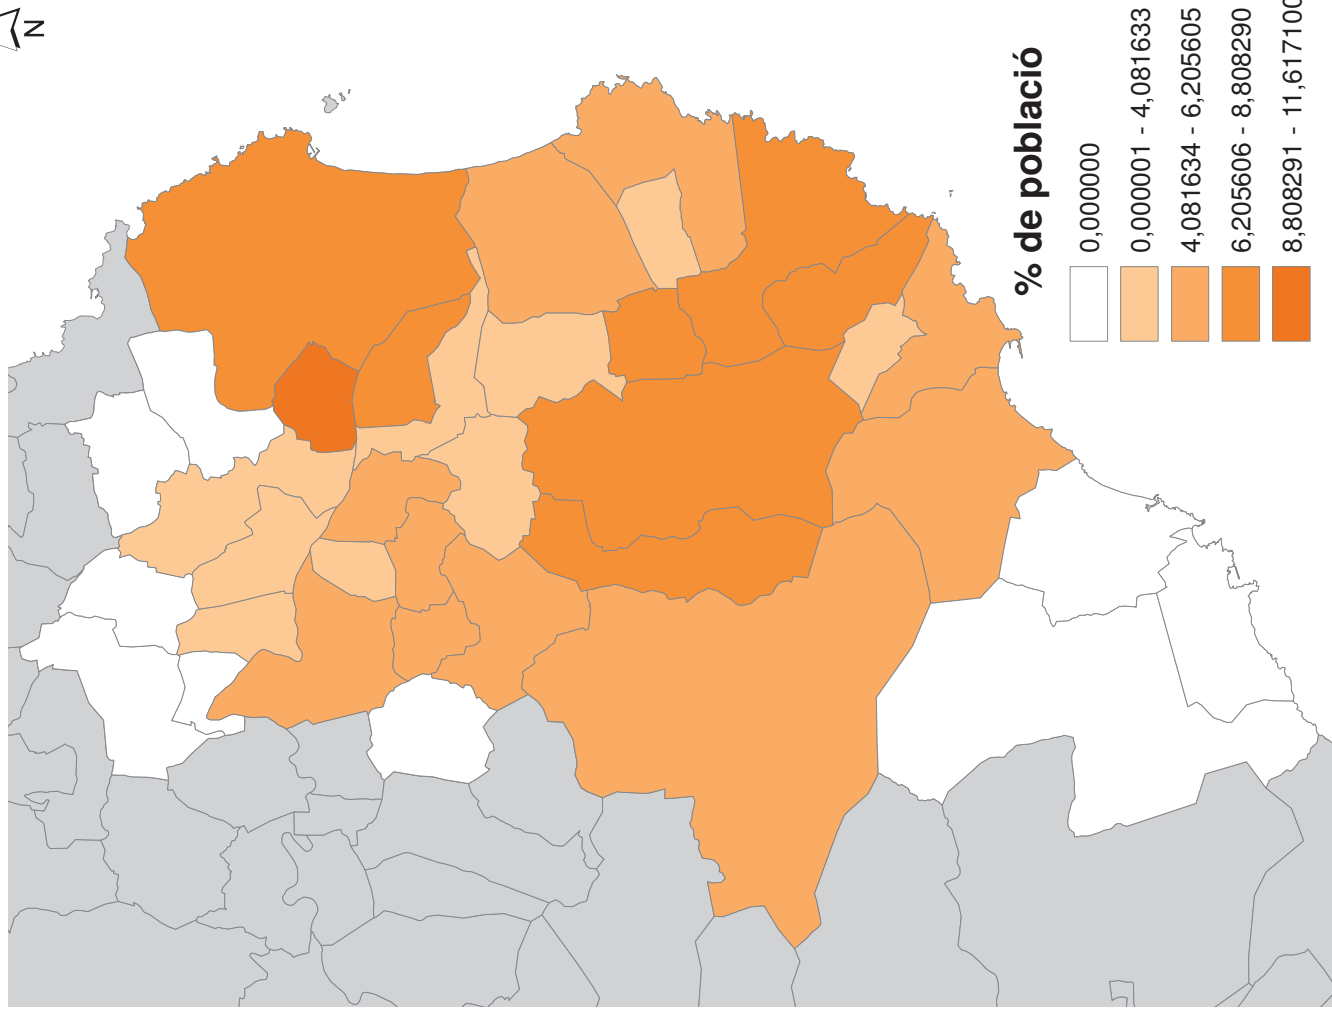 N
% de població
0,000000
0,000001 - 4,081633
4,081634 - 6,205605
6,205606 - 8,808290
8,808291 - 11,617100